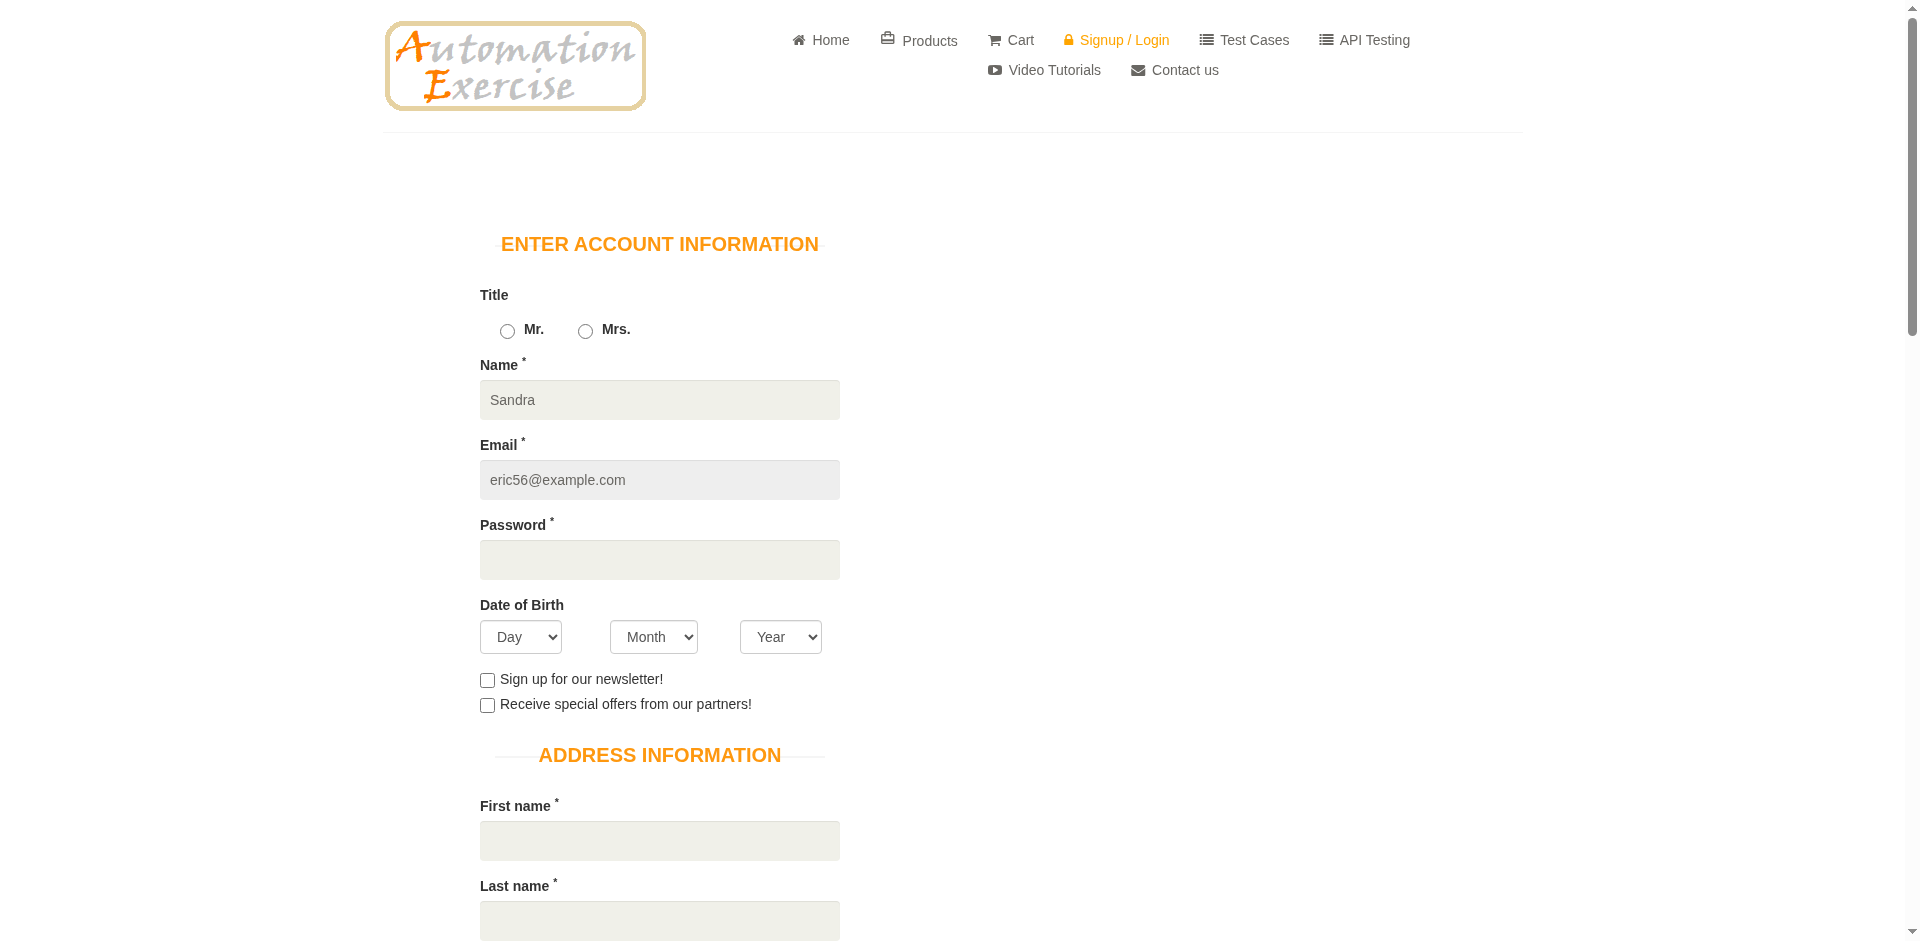 Automation
Exercise
Home Products Cart Signup / Login Test Cases API Testing
Video Tutorials Contact us
ENTER ACCOUNT INFORMATION
Title
Mr. Mrs.
Name *
Sandra
Email *
eric56@example.com
Password *
Date of Birth
Day Month Year
Sign up for our newsletter!
Receive special offers from our partners!
ADDRESS INFORMATION
First name *
Last name *